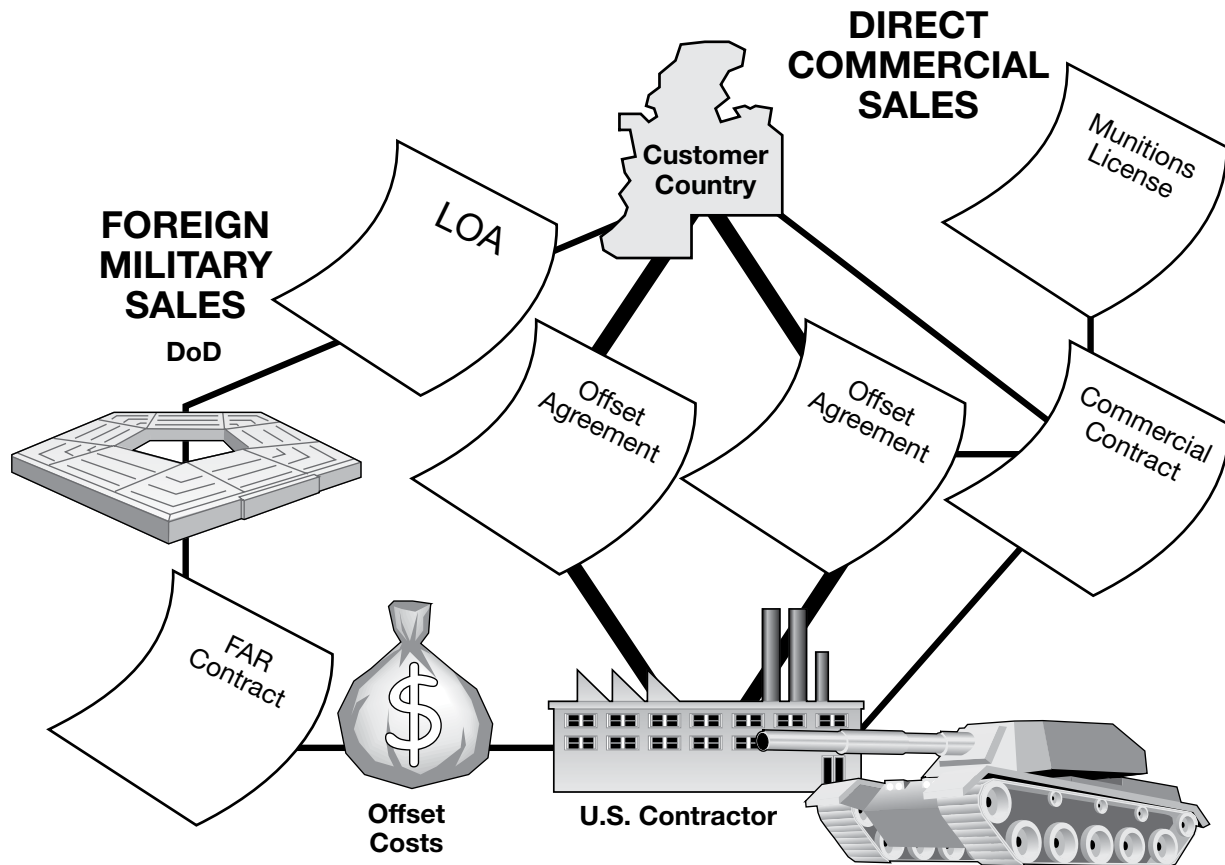 DIRECT
COMMERCIAL
SALES
Munitions
License
Customer
Country
LOA
FOREIGN
MILITARY
SALES
DoD
Offset
Agreement
Offset
Agreement
Commercial
Contract
FAR
Contract
$
Offset
Costs
U.S. Contractor